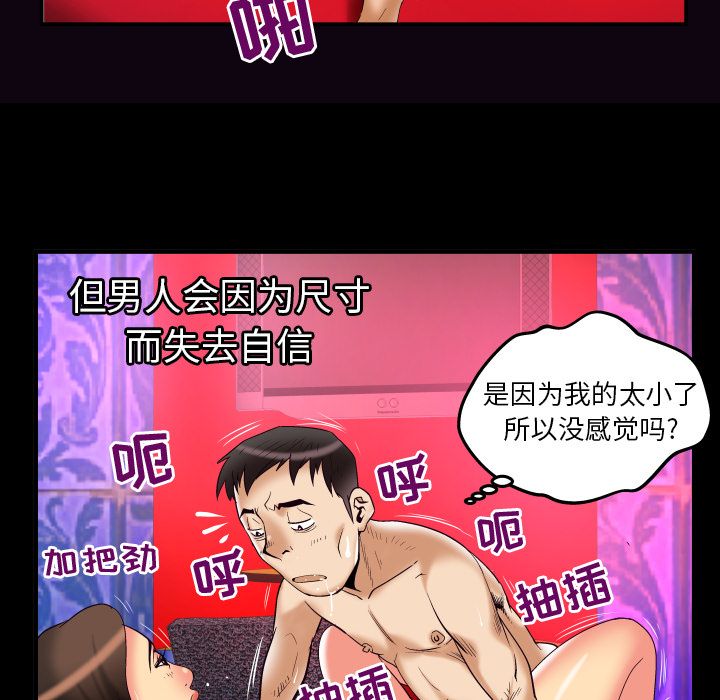 啪
但男人会因为尺寸
而失去自信
是因为我的太小了
所以没感觉吗?
呃
呼
呃
加把劲
呼
抽插
抽插